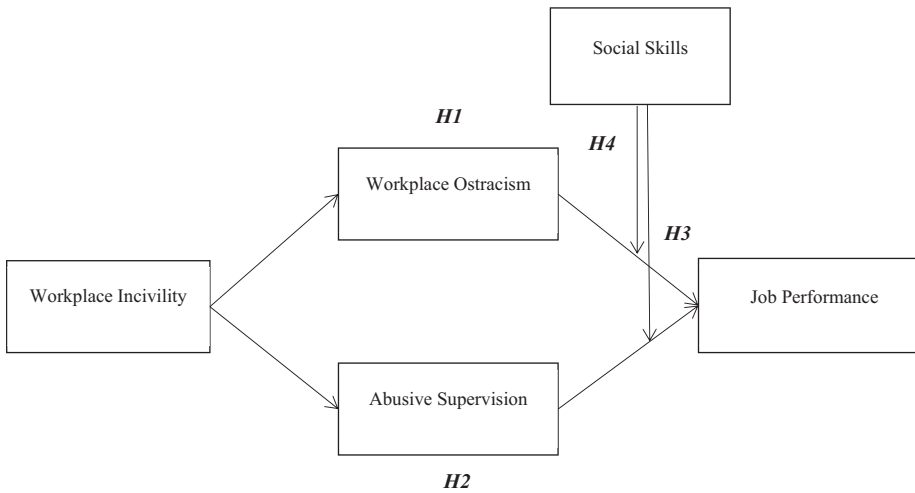 Social Skills
H1
H4
Workplace Ostracism
H3
Workplace Incivility
Job Performance
Abusive Supervision
H2